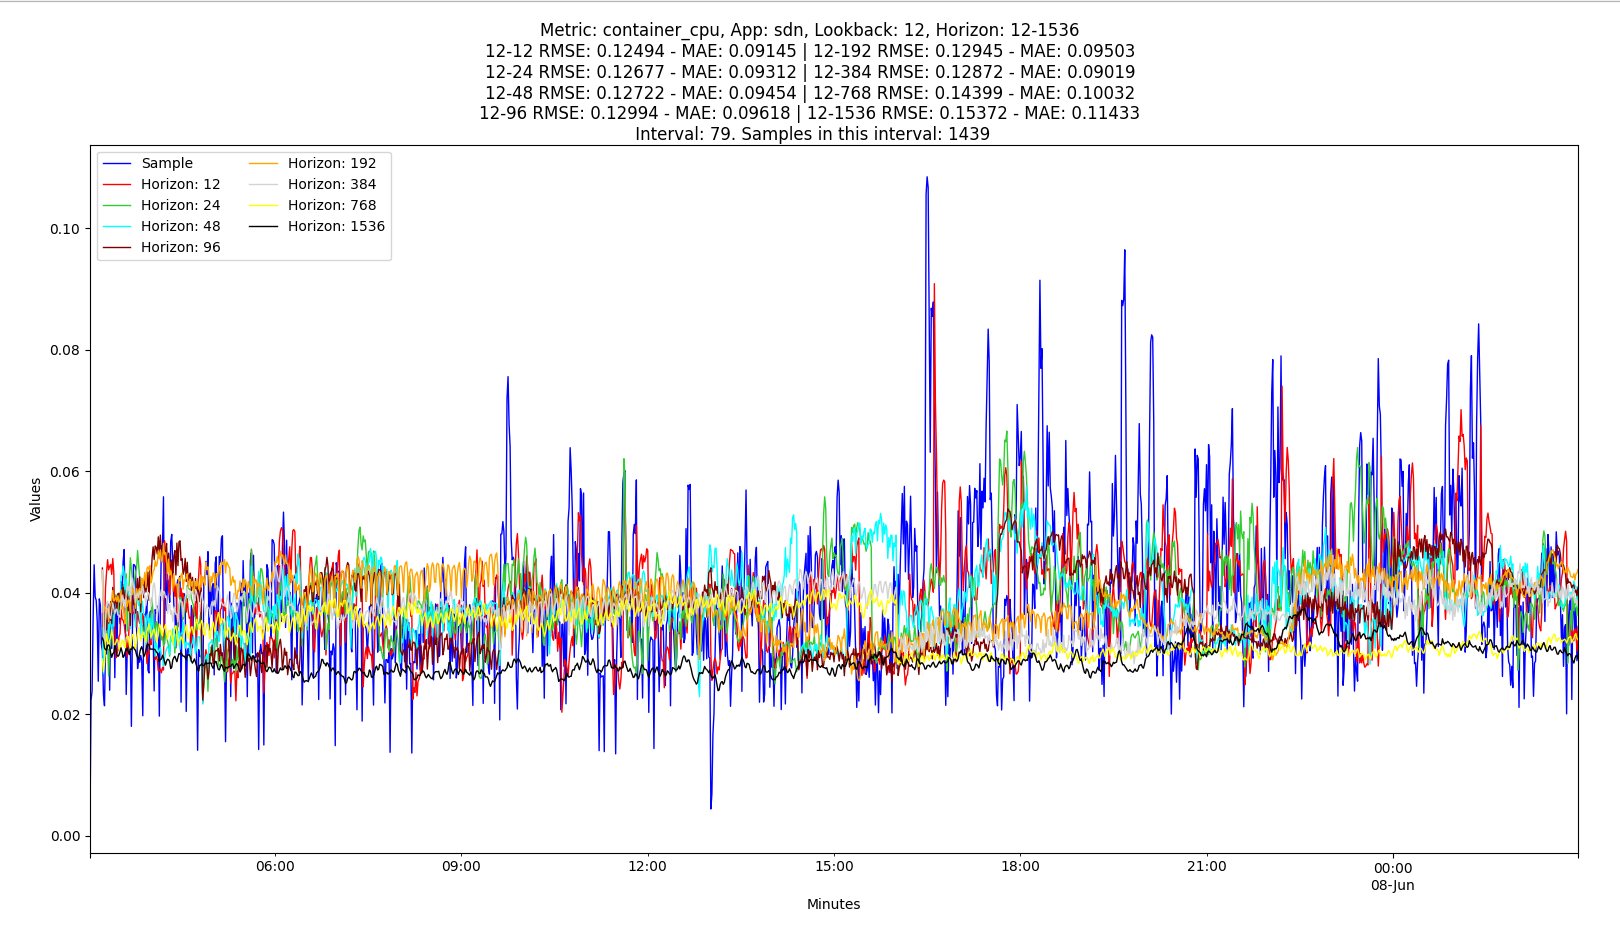 Metric: container_cpu, App: sdn, Lookback: 12, Horizon: 12-1536
12-12 RMSE: 0.12494 - MAE: 0.09145 | 12-192 RMSE: 0.12945 - MAE: 0.09503
12-24 RMSE: 0.12677 - MAE: 0.09312 | 12-384 RMSE: 0.12872 - MAE: 0.09019
12-48 RMSE: 0.12722 - MAE: 0.09454 | 12-768 RMSE: 0.14399 - MAE: 0.10032
12-96 RMSE: 0.12994 - MAE: 0.09618 | 12-1536 RMSE: 0.15372 - MAE: 0.11433
Interval: 79. Samples in this interval: 1439
Sample
Horizon: 12
Horizon: 24
Horizon: 48
Horizon: 96
Horizon: 192
Horizon: 384
Horizon: 768
Horizon: 1536
0.10
0.08
0.06
0.04
0.02
0.00
Values
06:00
09:00
12:00
15:00
18:00
21:00
00:00
08-Jun
Minutes